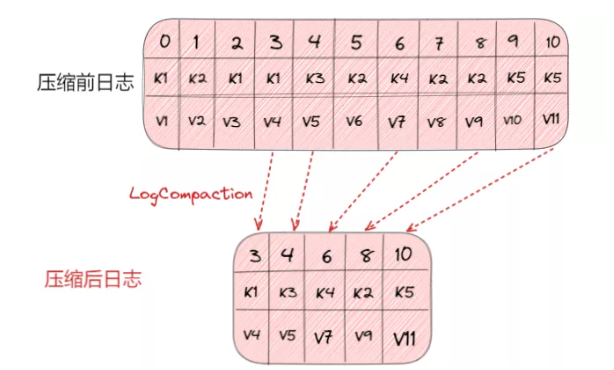 0 1 2 3 4 5 6 7 8 9 10
压缩前日志
K1 K2 K1 K1 K3 K2 K4 K2 K2 K5 K5
V1 V2 V3 V4 V5 V6 V7 V8 V9 V10 V11
LogCompaction
3 4 6 8 10
压缩后日志
K1 K3 K4 K2 K5
V4 V5 V7 V9 V11